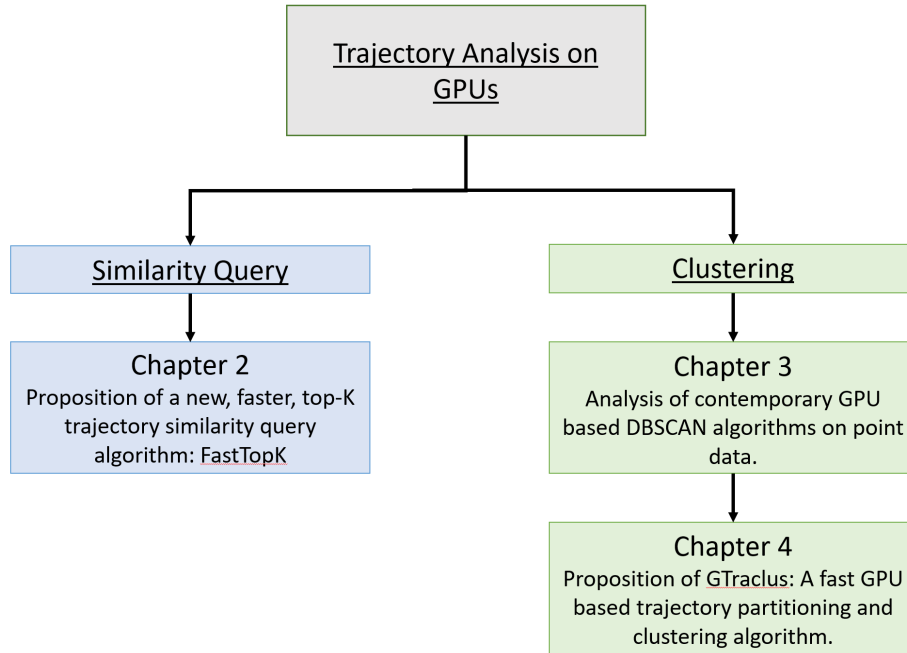 Trajectory Analysis on
GPUs
Similarity Query
Clustering
Chapter 2
Proposition of a new, faster, top-K
trajectory similarity query
algorithm: FastTopK
Chapter 3
Analysis of contemporary GPU
based DBSCAN algorithms on point
data.
Chapter 4
Proposition of GTraclus: A fast GPU
based trajectory partitioning and
clustering algorithm.